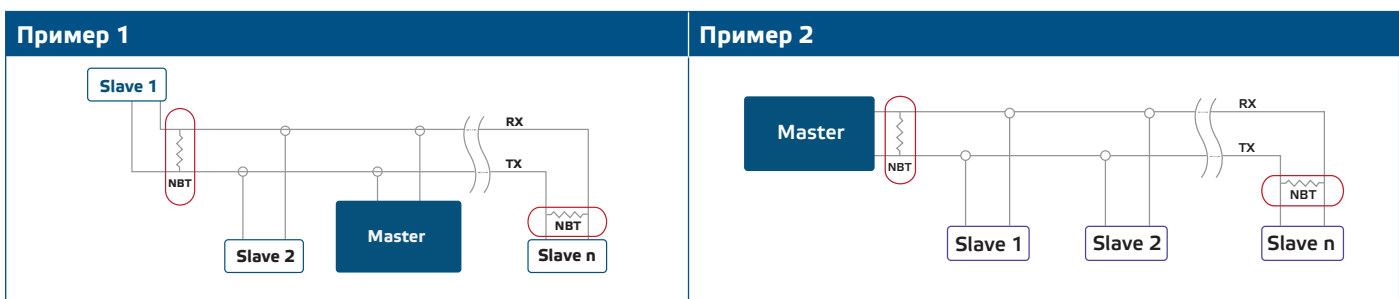 Пример 1
Slave 1
RX
TX
NBT
NBT
Master
Slave 2
Slave n
Пример 2
Master
RX
TX
NBT
NBT
Slave 1
Slave 2
Slave n